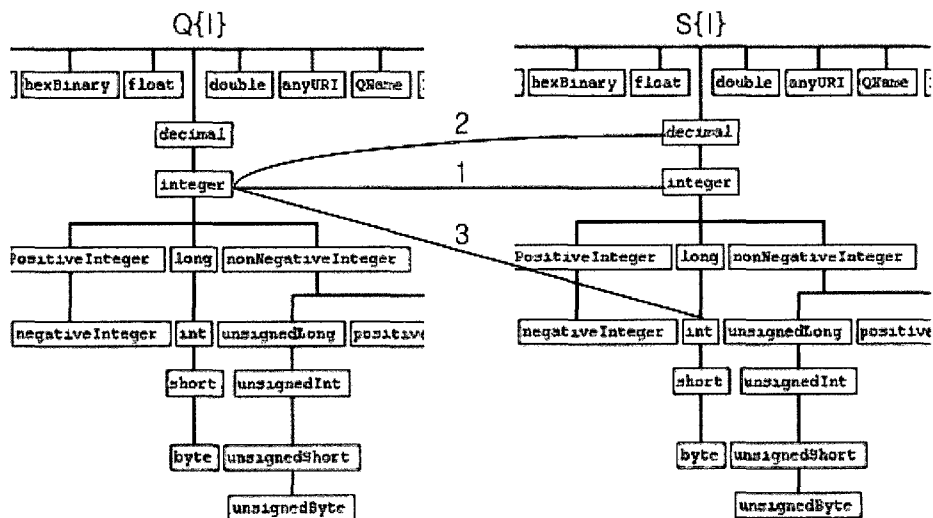 Q{I} S{I}
hexBinary float double anyURI QName hexBinary float double anyURI QName
2
decimal decimal
1
integer integer
3
PositiveInteger long nonNegativeInteger PositiveInteger long nonNegativeInteger
negativeInteger int unsignedLong positive negativeInteger int unsignedLong positive
short unsignedInt short unsignedInt
byte unsignedShort byte unsignedShort
unsignedByte unsignedByte